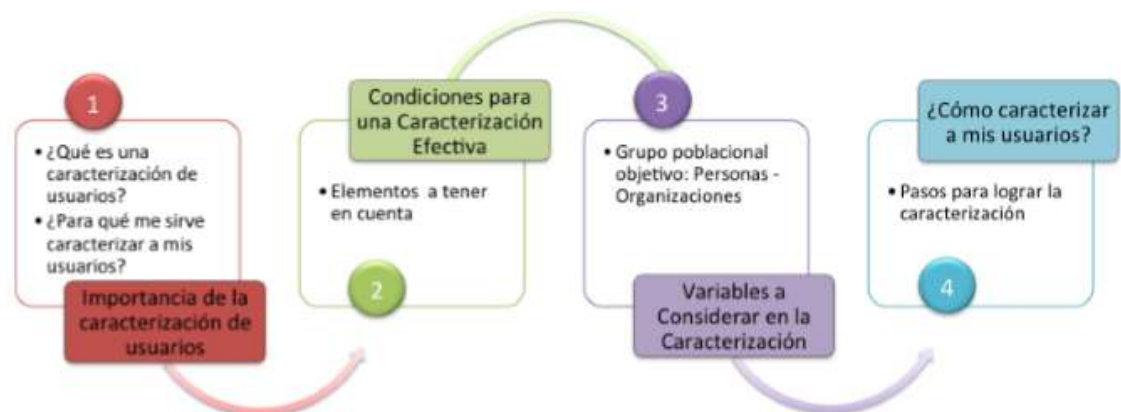 1
• ¿Qué es una
caracterización de
usuarios?
• ¿Para qué me sirve
caracterizar a mis
usuarios?
Importancia de la
caracterización de
usuarios
Condiciones para
una Caracterización
Efectiva
• Elementos a tener
en cuenta
2
3
• Grupo poblacional
objetivo: Personas -
Organizaciones
Variables a
Considerar en la
Caracterización
¿Cómo caracterizar
a mis usuarios?
• Pasos para lograr la
caracterización
4